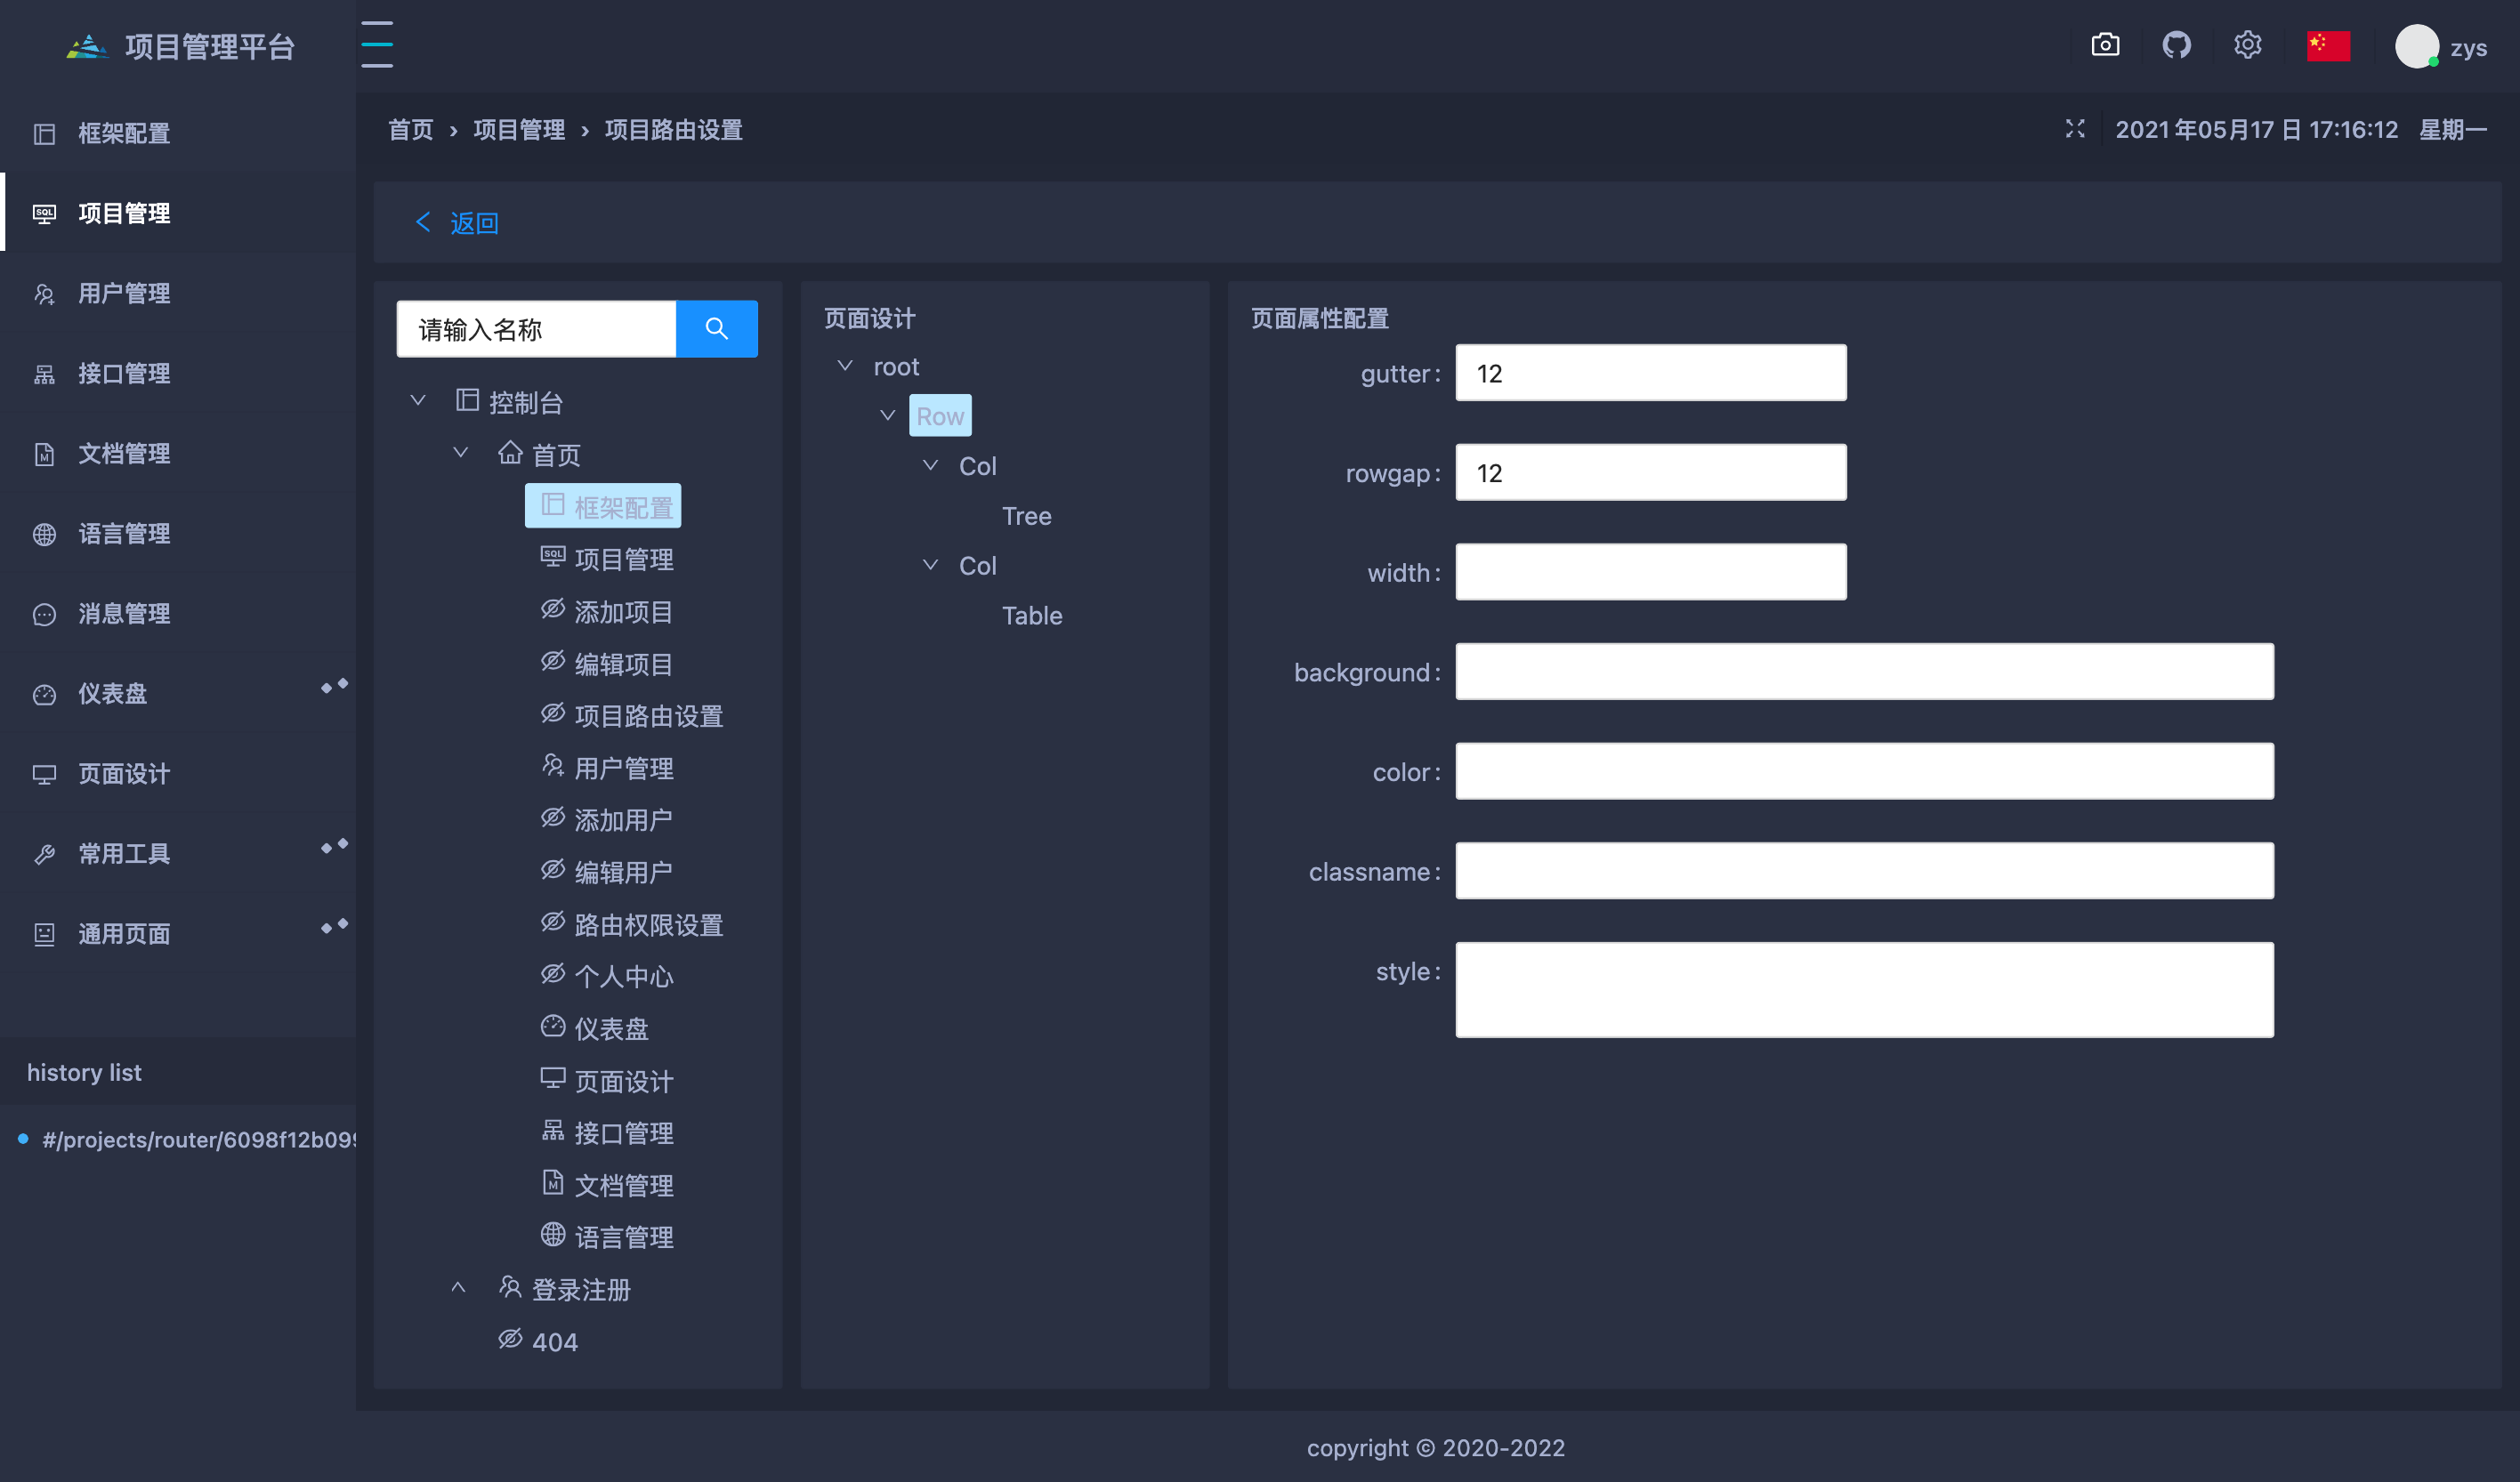 项目管理平台
zys
框架配置
项目管理
用户管理
接口管理
文档管理
语言管理
消息管理
仪表盘
页面设计
常用工具
通用页面
history list
#/projects/router/6098f12b099
首页 › 项目管理 › 项目路由设置
2021年05月17日 17:16:12 星期一
返回
请输入名称
控制台
首页
框架配置
SQL 项目管理
添加项目
编辑项目
项目路由设置
用户管理
添加用户
编辑用户
路由权限设置
个人中心
仪表盘
页面设计
接口管理
文档管理
语言管理
登录注册
404
页面设计
root
Row
Col
Tree
Col
Table
页面属性配置
gutter: 12
rowgap: 12
width:
background:
color:
classname:
style:
copyright © 2020-2022